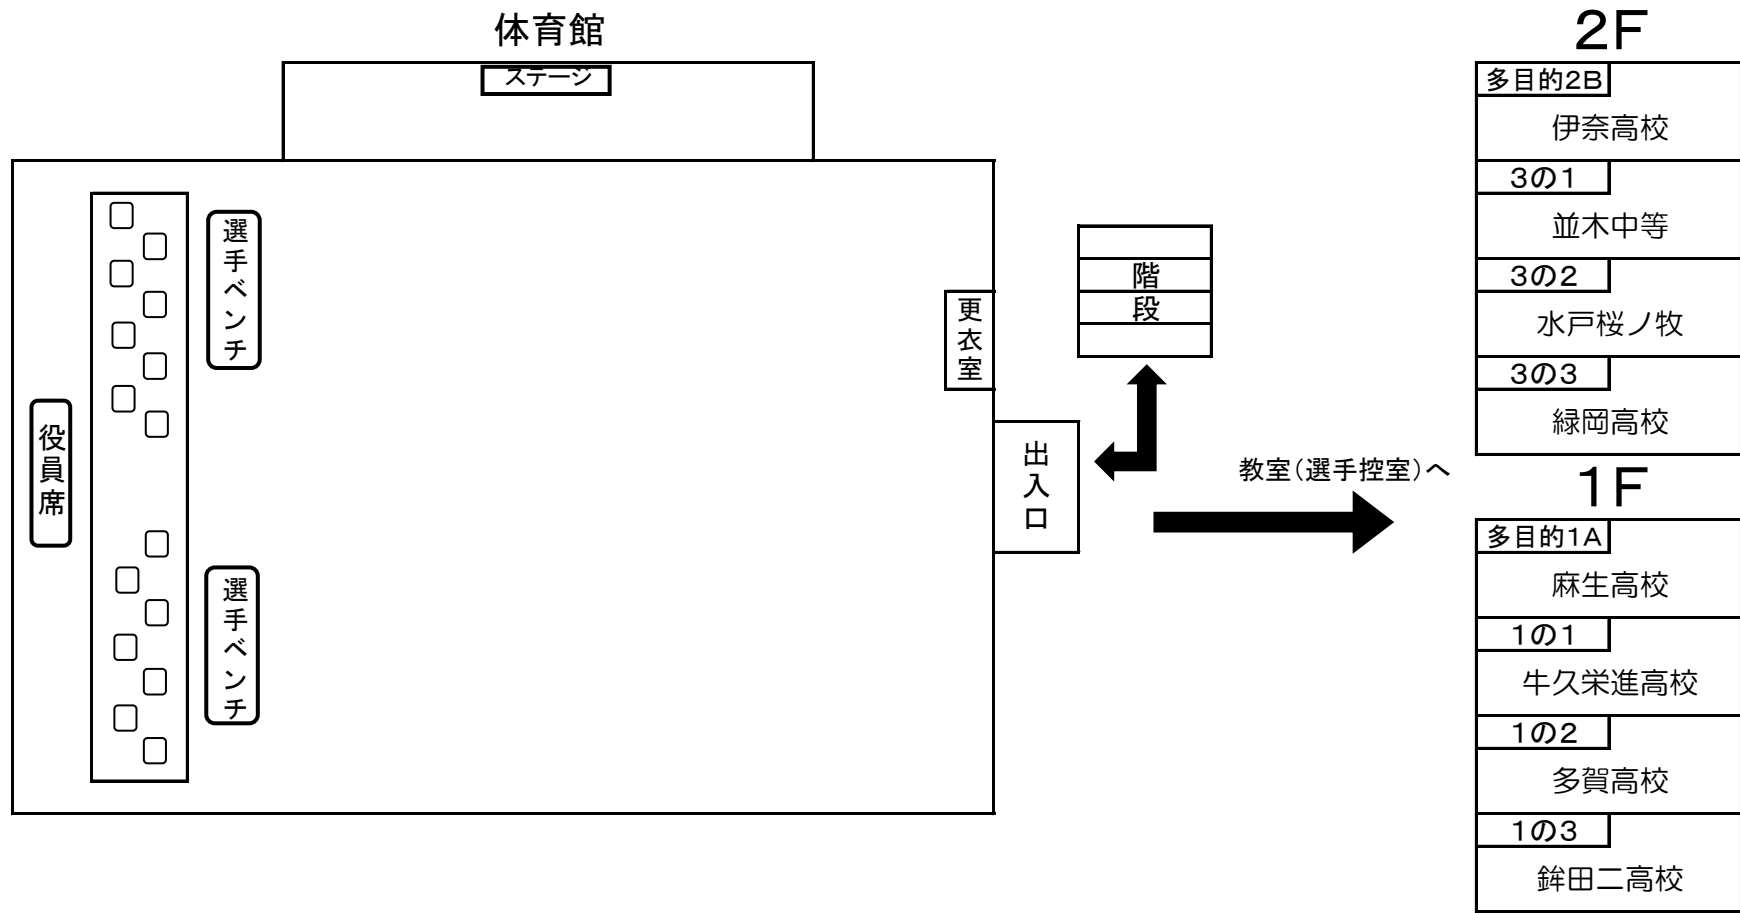 体育館
ステージ
選手ベンチ
役員席
選手ベンチ
更衣室
階
段
出入口
教室(選手控室)へ
2F
多目的2B
伊奈高校
3の1
並木中等
3の2
水戸桜ノ牧
3の3
緑岡高校
1F
多目的1A
麻生高校
1の1
牛久栄進高校
1の2
多賀高校
1の3
鉾田二高校